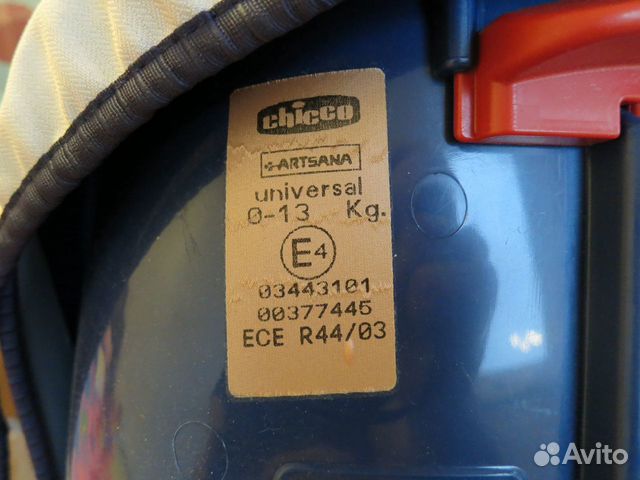 chicco
ARTSANA
universal
0-13 Kg.
E4
03443101
00377445
ECE R44/03
Avito